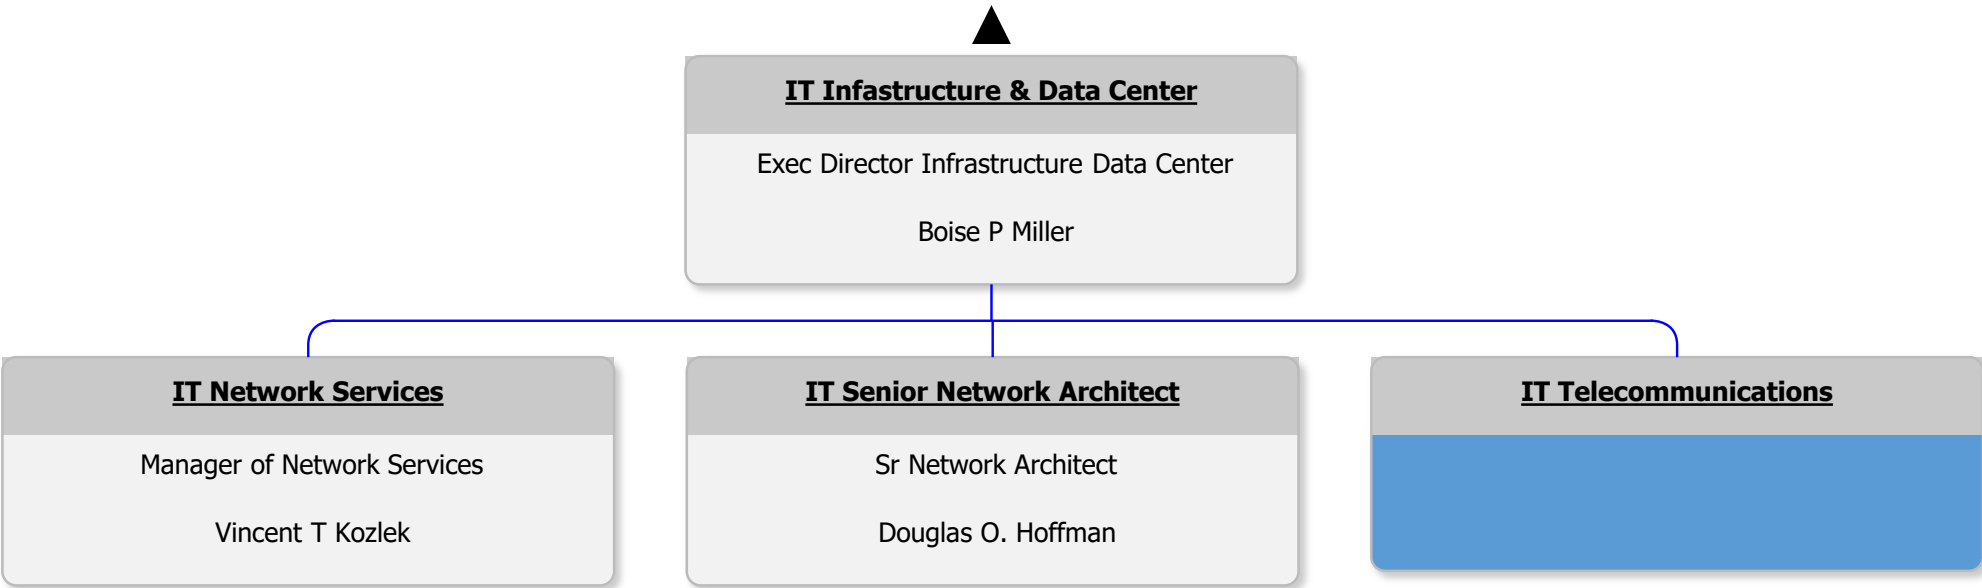 IT Infastructure & Data Center
Exec Director Infrastructure Data Center
Boise P Miller
IT Network Services
Manager of Network Services
Vincent T Kozlek
IT Senior Network Architect
Sr Network Architect
Douglas O. Hoffman
IT Telecommunications